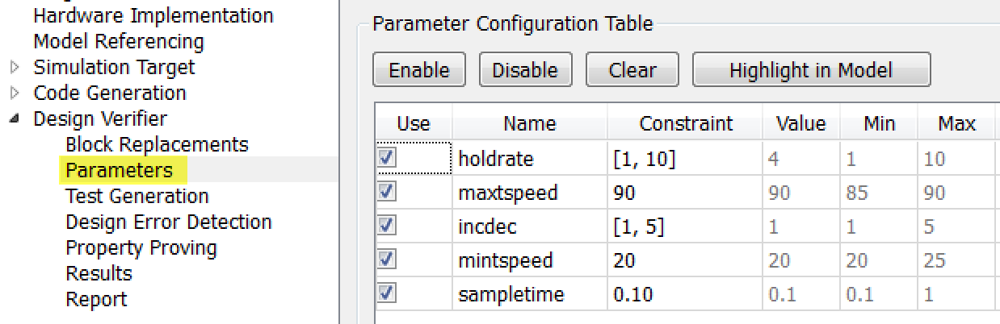 Hardware Implementation
Model Referencing
Simulation Target
Code Generation
Design Verifier
Block Replacements
Parameters
Test Generation
Design Error Detection
Property Proving
Results
Report
Parameter Configuration Table
Enable Disable Clear Highlight in Model
Use Name Constraint Value Min Max
holdrate [1, 10] 4 1 10
maxtspeed 90 90 85 90
incdec [1, 5] 1 1 5
mintspeed 20 20 20 25
sampletime 0.10 0.1 0.1 1